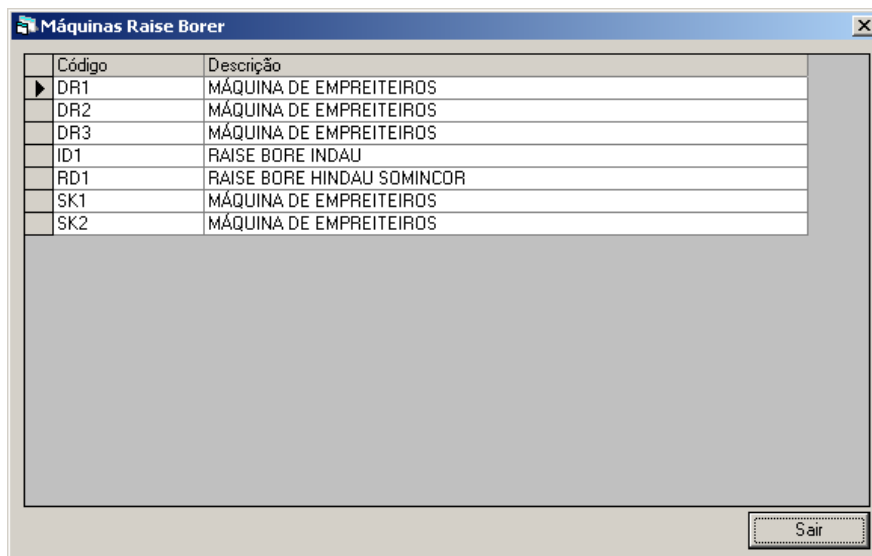 Máquinas Raise Borer
Código Descrição
DR1 MÁQUINA DE EMPREITEIROS
DR2 MÁQUINA DE EMPREITEIROS
DR3 MÁQUINA DE EMPREITEIROS
ID1 RAISE BORE INDAU
RD1 RAISE BORE HINDAU SOMINCOR
SK1 MÁQUINA DE EMPREITEIROS
SK2 MÁQUINA DE EMPREITEIROS
Sair